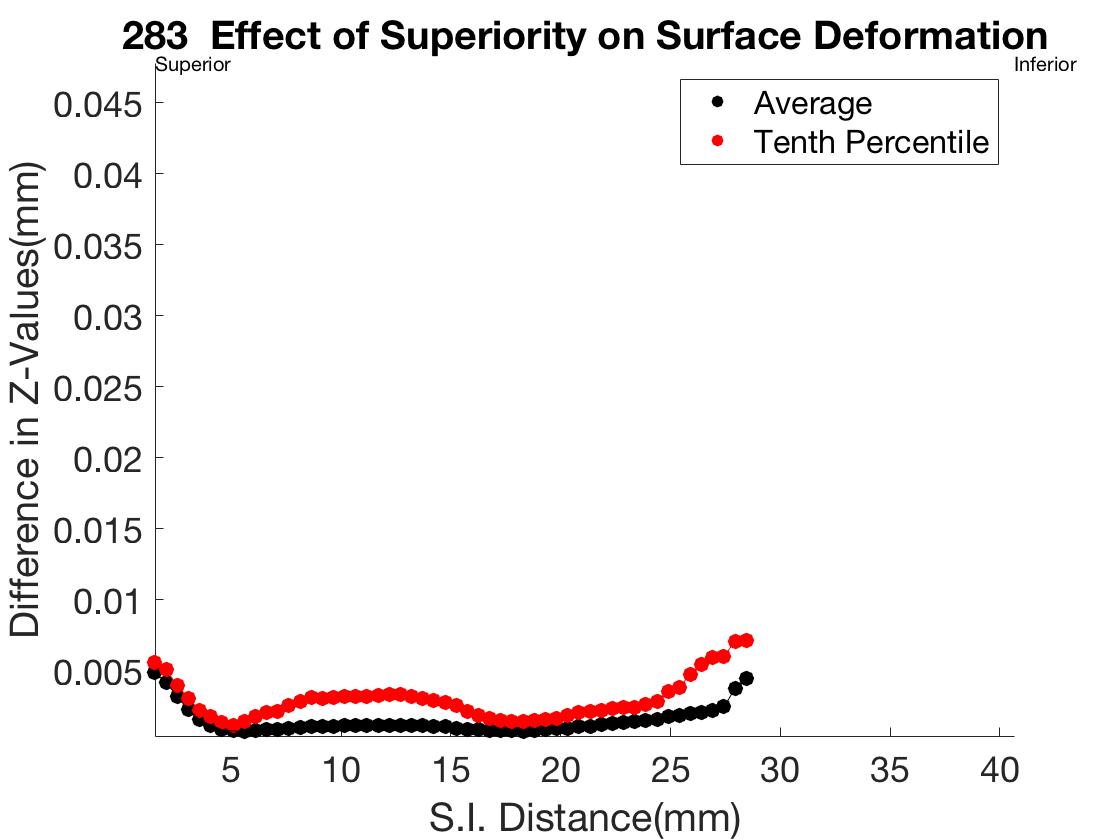 283  Effect of Superiority on Surface Deformation
Superior
Inferior
Average
Tenth Percentile
0.045
0.04
0.035
0.03
0.025
0.02
0.015
0.01
0.005
Difference in Z-Values(mm)
5 10 15 20 25 30 35 40
S.I. Distance(mm)